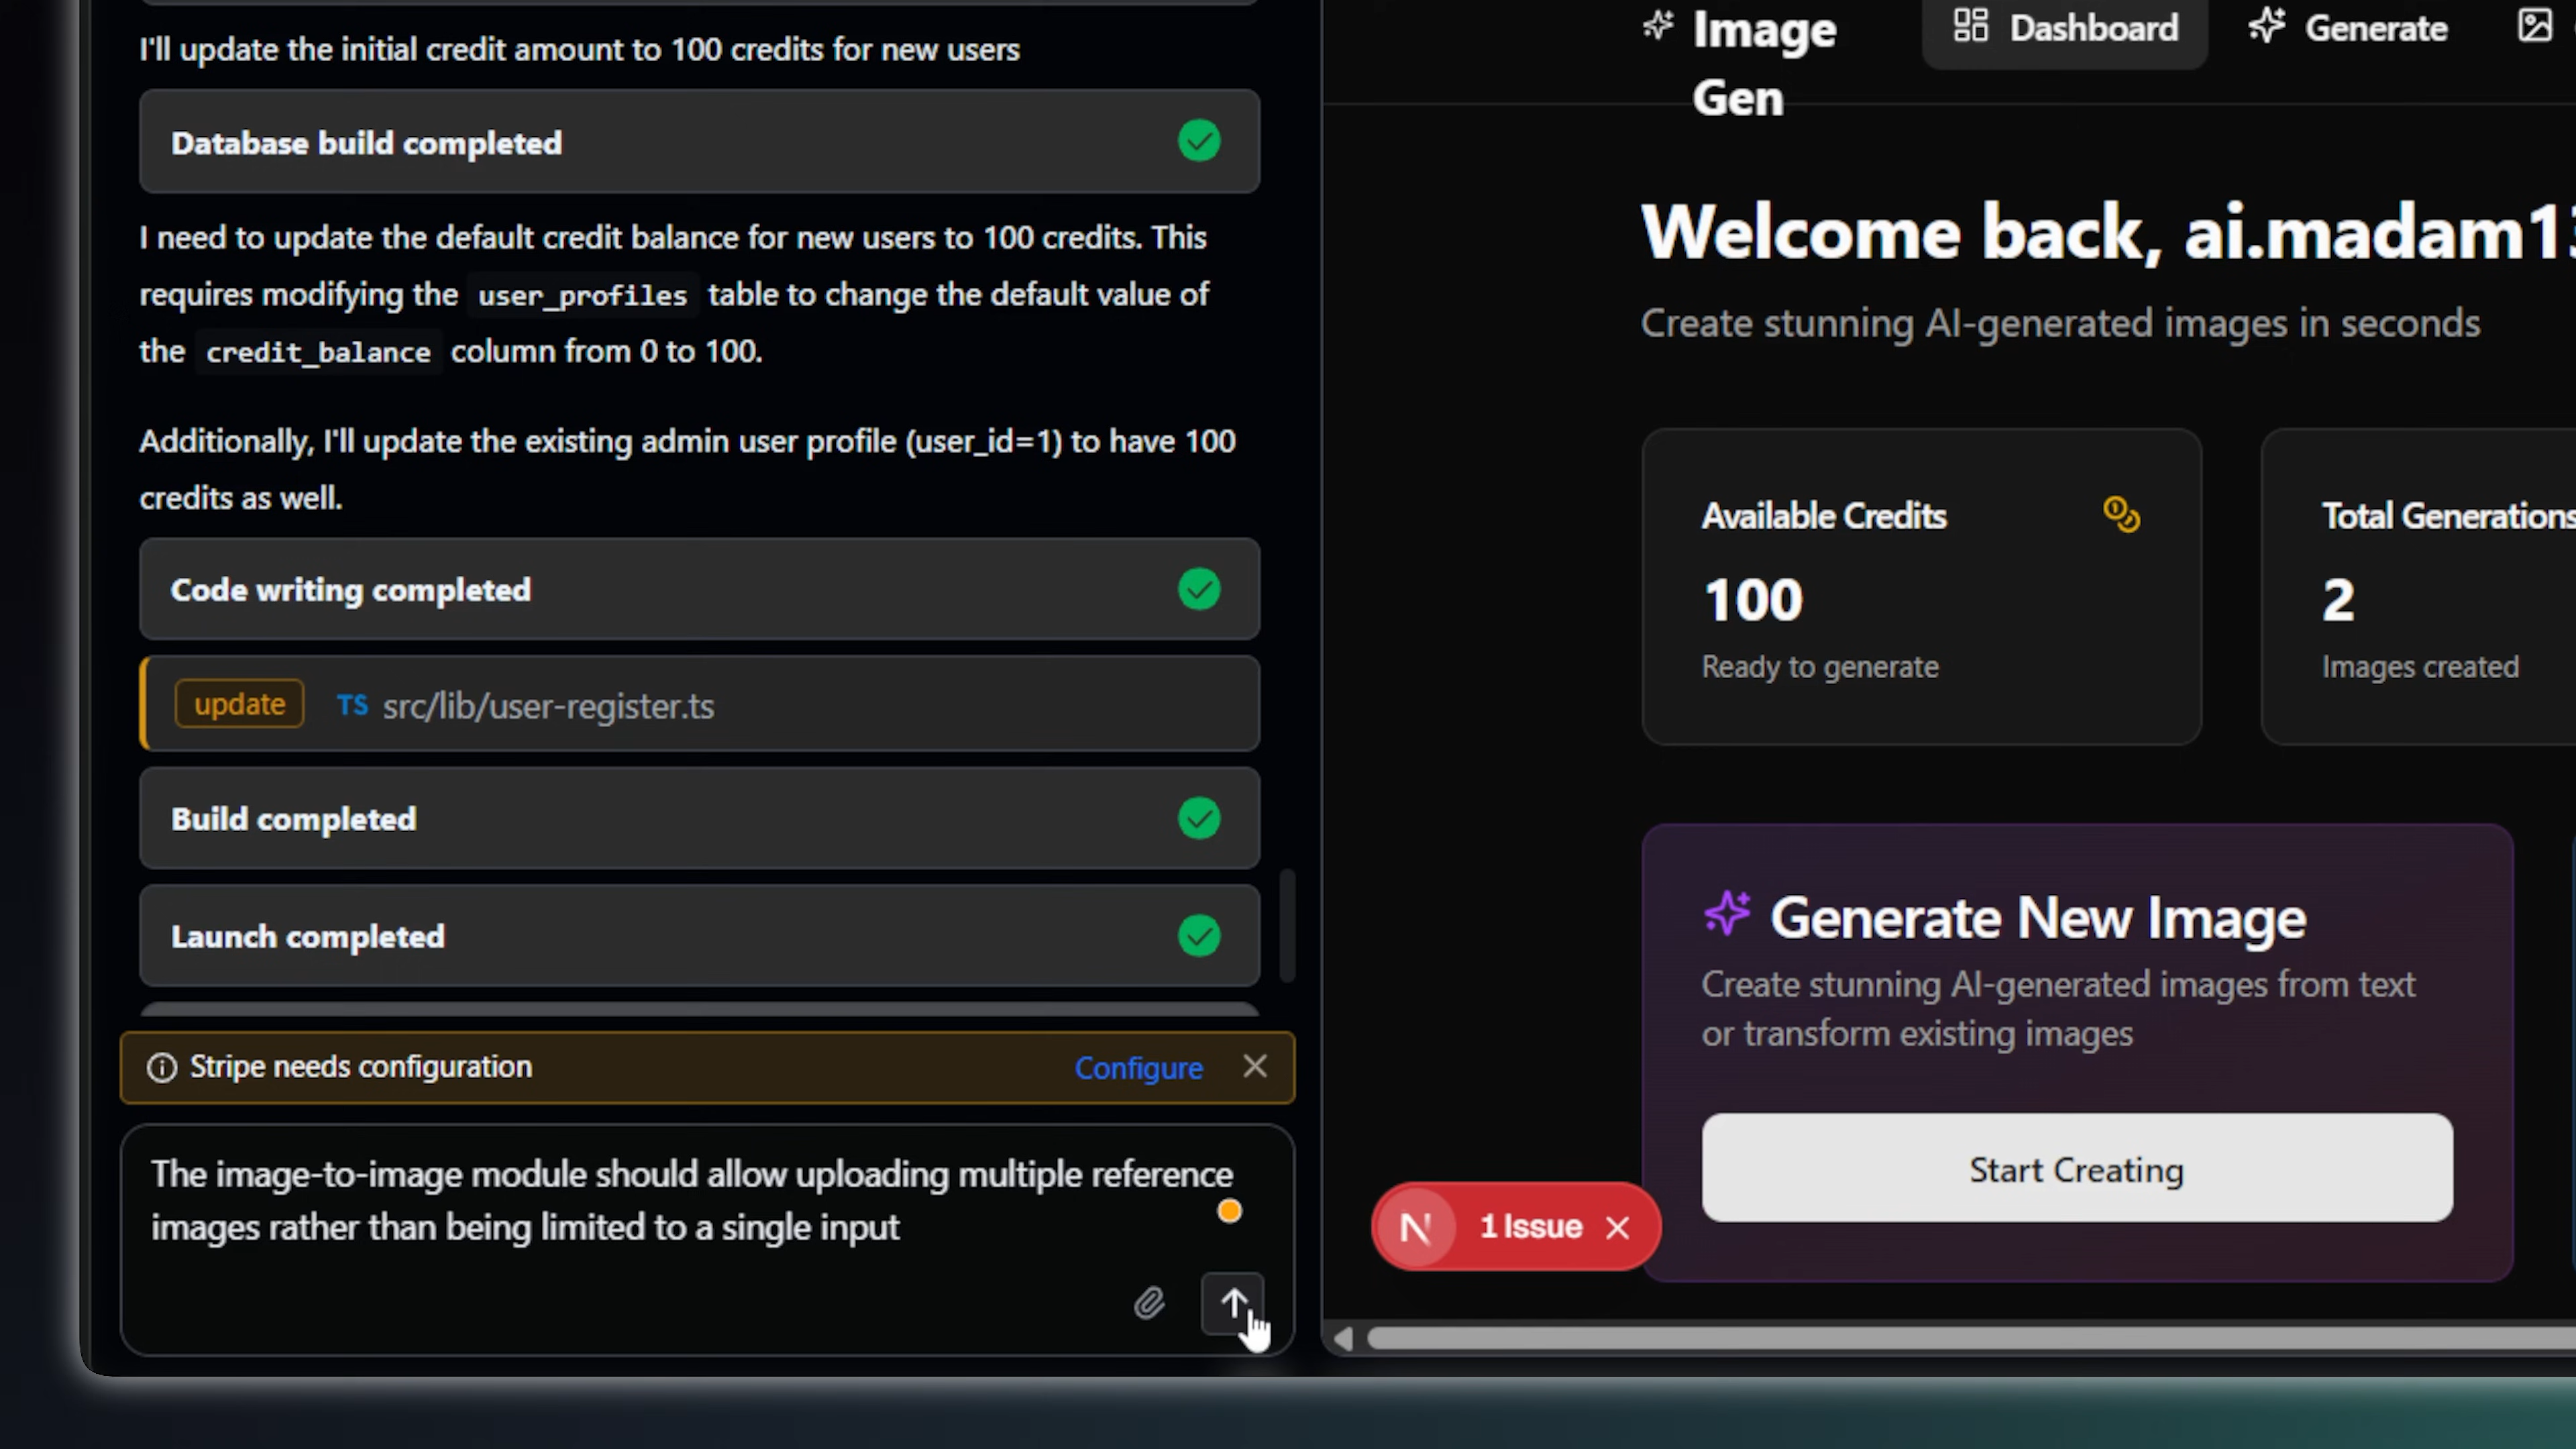 I'll update the initial credit amount to 100 credits for new users
Database build completed
I need to update the default credit balance for new users to 100 credits. This
requires modifying the user_profiles table to change the default value of
the credit_balance column from 0 to 100.
Additionally, I'll update the existing admin user profile (user_id=1) to have 100
credits as well.
Code writing completed
update TS src/lib/user-register.ts
Build completed
Launch completed
Stripe needs configuration Configure
The image-to-image module should allow uploading multiple reference
images rather than being limited to a single input
Image
Gen
Dashboard
Generate
Welcome back, ai.madam1
Create stunning AI-generated images in seconds
Available Credits
100
Ready to generate
Total Generations
2
Images created
Generate New Image
Create stunning AI-generated images from text
or transform existing images
Start Creating
N 1 Issue